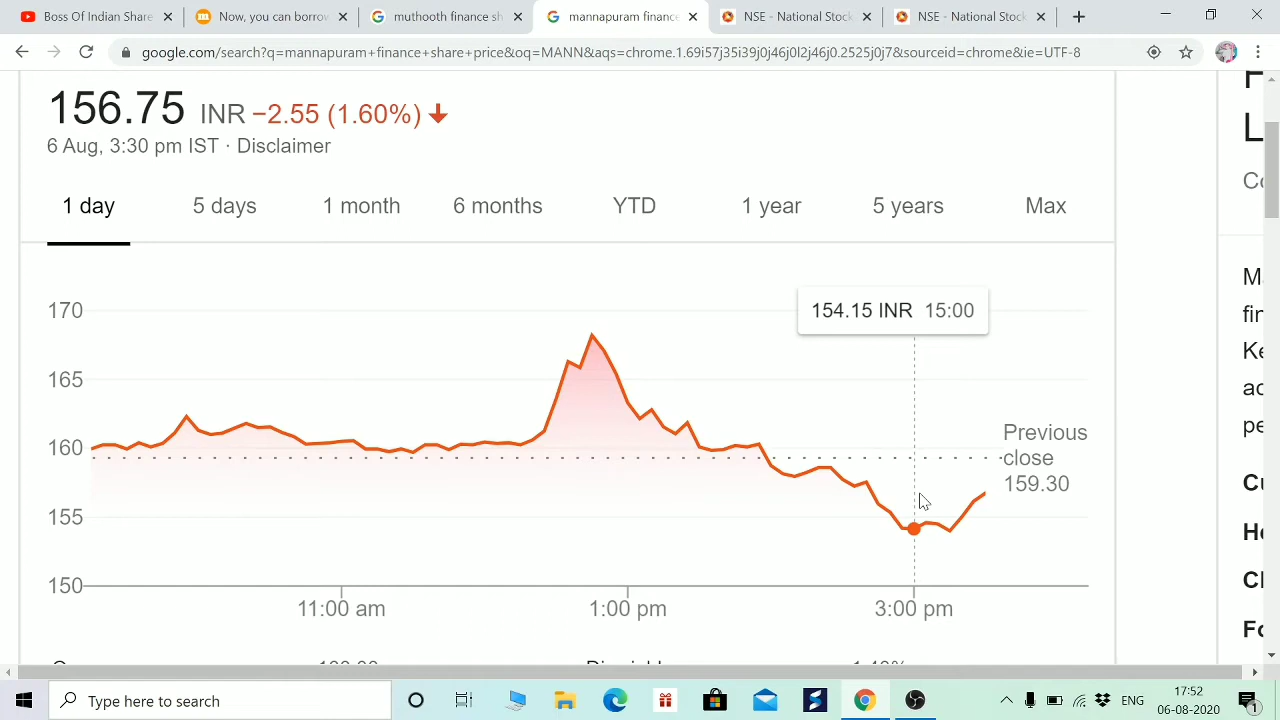 Bos Of Indian Share
Now, you can borrow
muthooth finance sh
mannapuram finance
NSE - National Stock
NSE - National Stock
google.com/search?q=mannapuram+finance+share+price&oq=MANN&aqs=chrome.1.69i57j35i39j0j46j0l2j46j0.2525j0j7&sourceid=chrome&ie=UTF-8
156.75 INR −2.55 (1.60%)
6 Aug, 3:30 pm IST · Disclaimer
1 day 5 days 1 month 6 months YTD 1 year 5 years Max
170
154.15 INR 15:00
165
160
Previous
close
159.30
155
150
11:00 am 1:00 pm 3:00 pm
Type here to search
ENG
17:52
06-08-2020